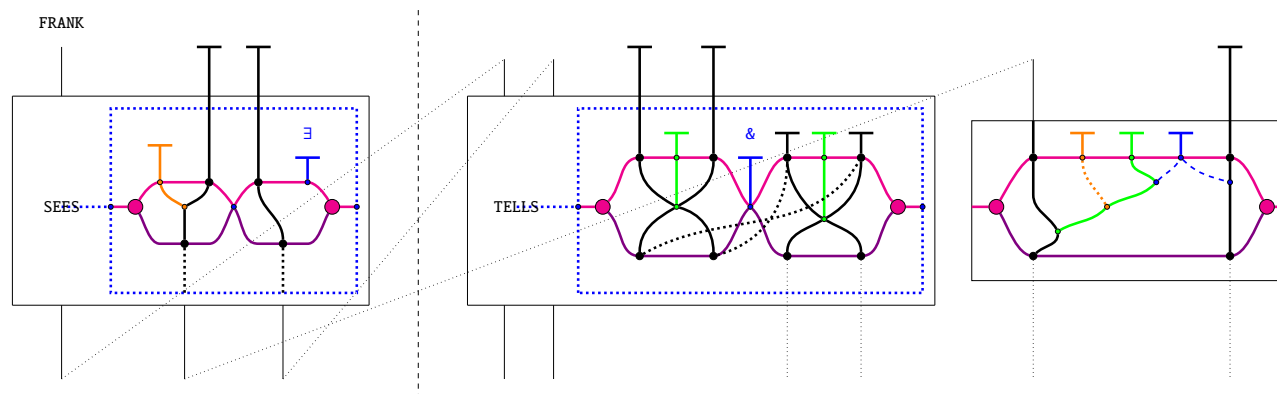 FRANK
∃
&
SEES
TELLS